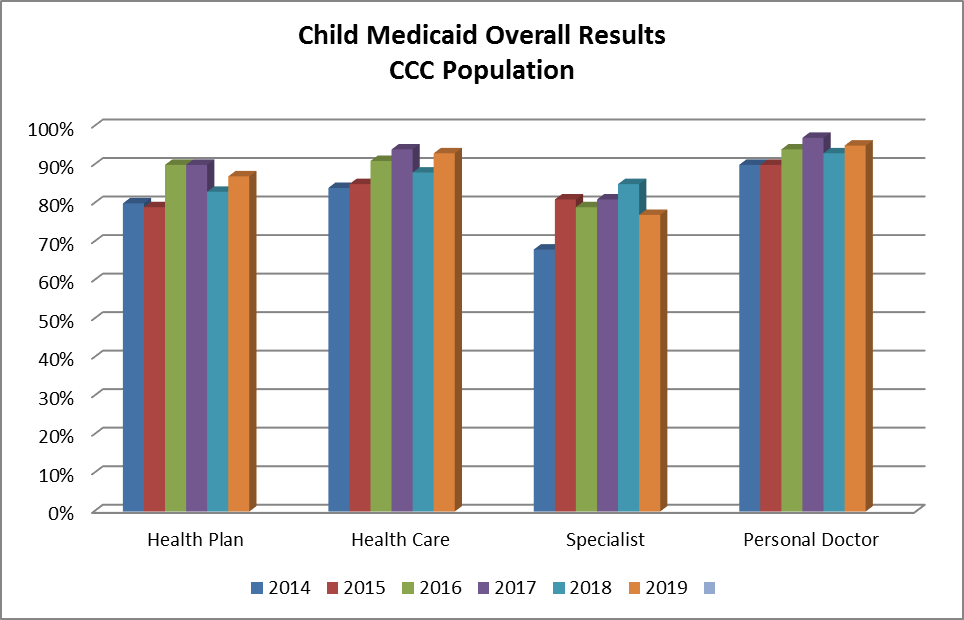 Child Medicaid Overall Results
CCC Population
100%
90%
80%
70%
60%
50%
40%
30%
20%
10%
0%
Health Plan Health Care Specialist Personal Doctor
2014 2015 2016 2017 2018 2019